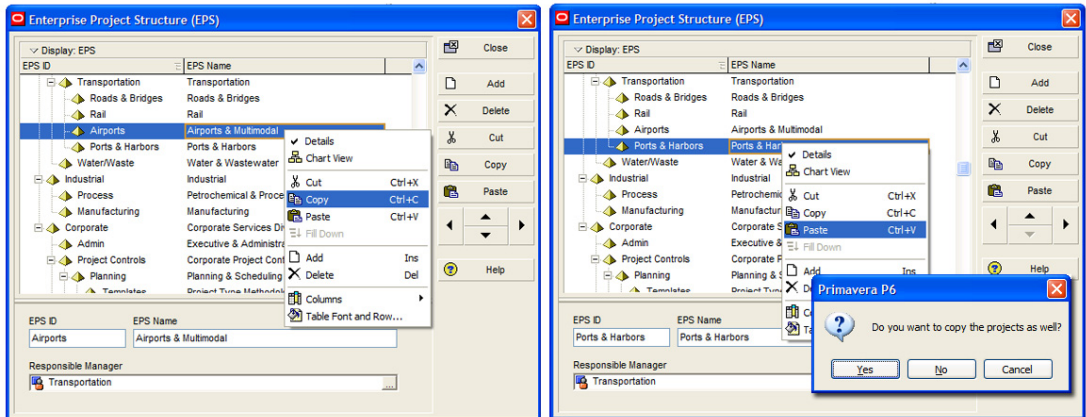 Enterprise Project Structure (EPS)
Display: EPS
EPS ID EPS Name
Transportation Transportation
Roads & Bridges Roads & Bridges
Rail Rail
Airports Airports & Multimodal
Ports & Harbors Ports & Harbors
Water/Waste Water & Wastewater
Industrial Industrial
Process Petrochemical & Proce
Manufacturing Manufacturing
Corporate Corporate Services Di
Admin Executive & Administra
Project Controls Corporate Project Cont
Planning Planning & Scheduling
Templates Project Type Methodol
Details
Chart View
Cut Ctrl+X
Copy Ctrl+C
Paste Ctrl+V
Fill Down
Add Ins
Delete Del
Columns
Table Font and Row...
Close
Add
Delete
Cut
Copy
Paste
Help
EPS ID EPS Name
Airports Airports & Multimodal
Responsible Manager
Transportation
Enterprise Project Structure (EPS)
Display: EPS
EPS ID EPS Name
Transportation Transportation
Roads & Bridges Roads & Bridges
Rail Rail
Airports Airports & Multimodal
Ports & Harbors Ports & Har
Water/Waste Water & Wa
Industrial Industrial
Process Petrochemic
Manufacturing Manufactur
Corporate Corporate S
Admin Executive &
Project Controls Corporate P
Planning Planning & S
Templates Project Type
Details
Chart View
Cut Ctrl+X
Copy Ctrl+C
Paste Ctrl+V
Fill Down
Add Ins
Close
Add
Delete
Cut
Copy
Paste
Help
EPS ID EPS Name
Ports & Harbors Ports & Harbors
Responsible Manager
Transportation
Primavera P6
Do you want to copy the projects as well?
Yes No Cancel